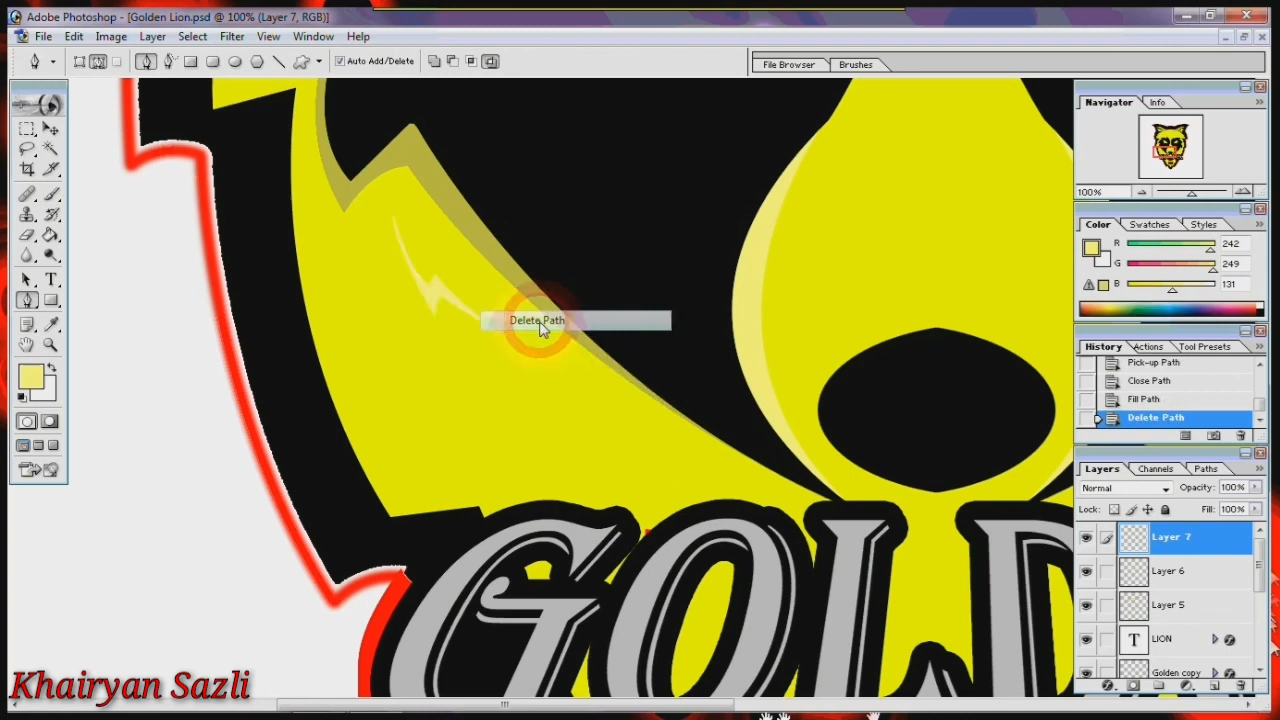 Adobe Photoshop - [Golden Lion.psd @ 100% (Layer 7, RGB)]
File Edit Image Layer Select Filter View Window Help
Auto Add/Delete
File Browser Brushes
Navigator Info
100%
Color Swatches Styles
R 242
G 249
B 131
History Actions Tool Presets
Pick-up Path
Close Path
Fill Path
Delete Path
Layers Channels Paths
Normal Opacity: 100%
Lock: Fill: 100%
Layer 7
Layer 6
Layer 5
T LION
Golden copy
T
Delete Path
GOLD
Khairyan Sazli